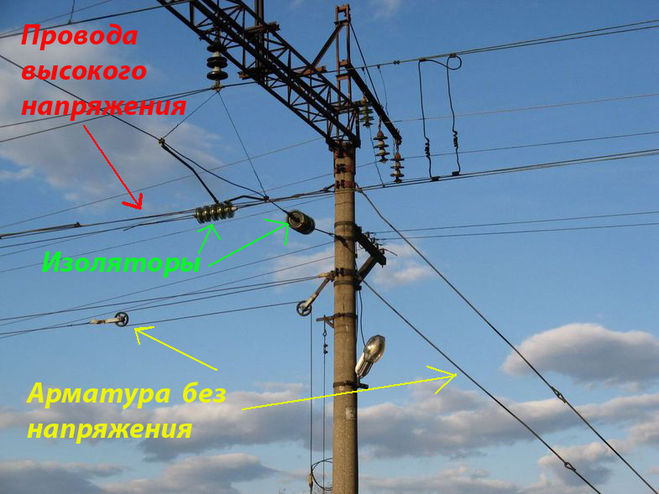 Провода
высокого
напряжения
Изоляторы
Арматура без
напряжения